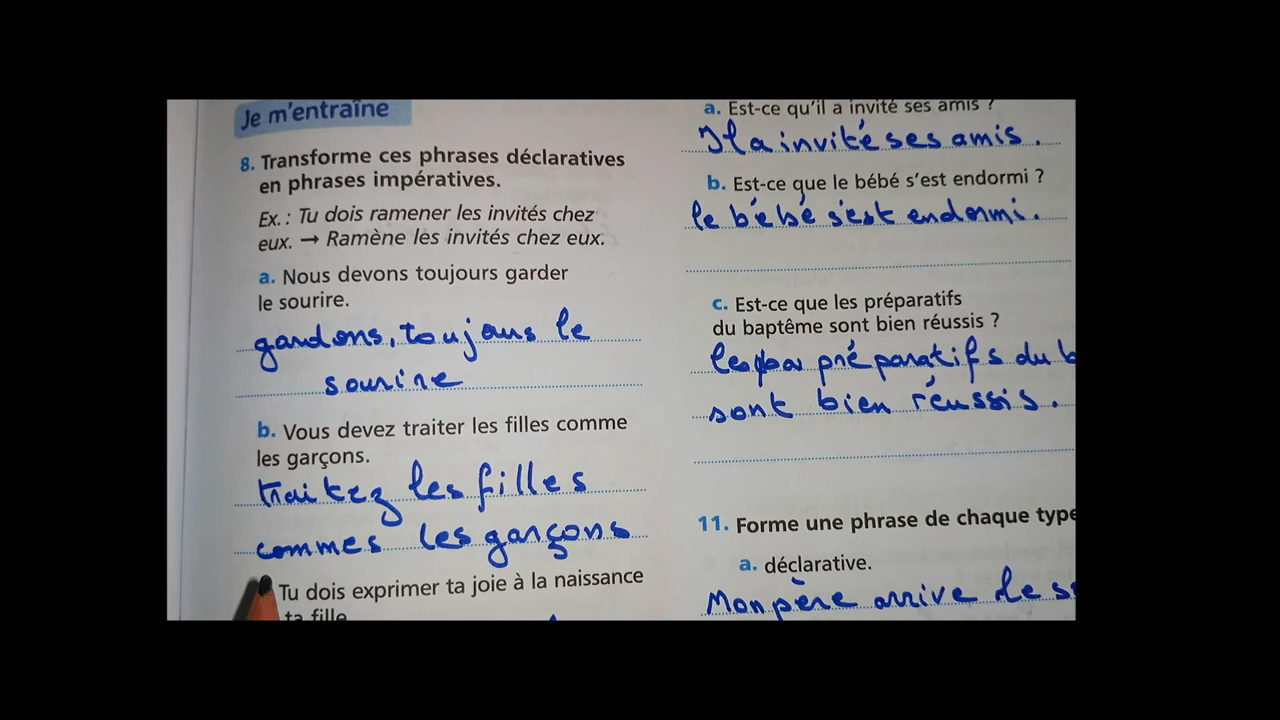 Je m'entraîne
8. Transforme ces phrases déclaratives
en phrases impératives.
Ex. : Tu dois ramener les invités chez
eux. → Ramène les invités chez eux.
a. Nous devons toujours garder
le sourire.
gardons, toujours le
sourire
b. Vous devez traiter les filles comme
les garçons.
traitez les filles
commes les garçons
Tu dois exprimer ta joie à la naissance
ta fille
a. Est-ce qu'il a invité ses amis ?
Il a invité ses amis.
b. Est-ce que le bébé s'est endormi ?
le bébé s'est endormi.
c. Est-ce que les préparatifs
du baptême sont bien réussis ?
les préparatifs du b
sont bien réussis.
11. Forme une phrase de chaque type
a. déclarative.
Mon père arrive le s